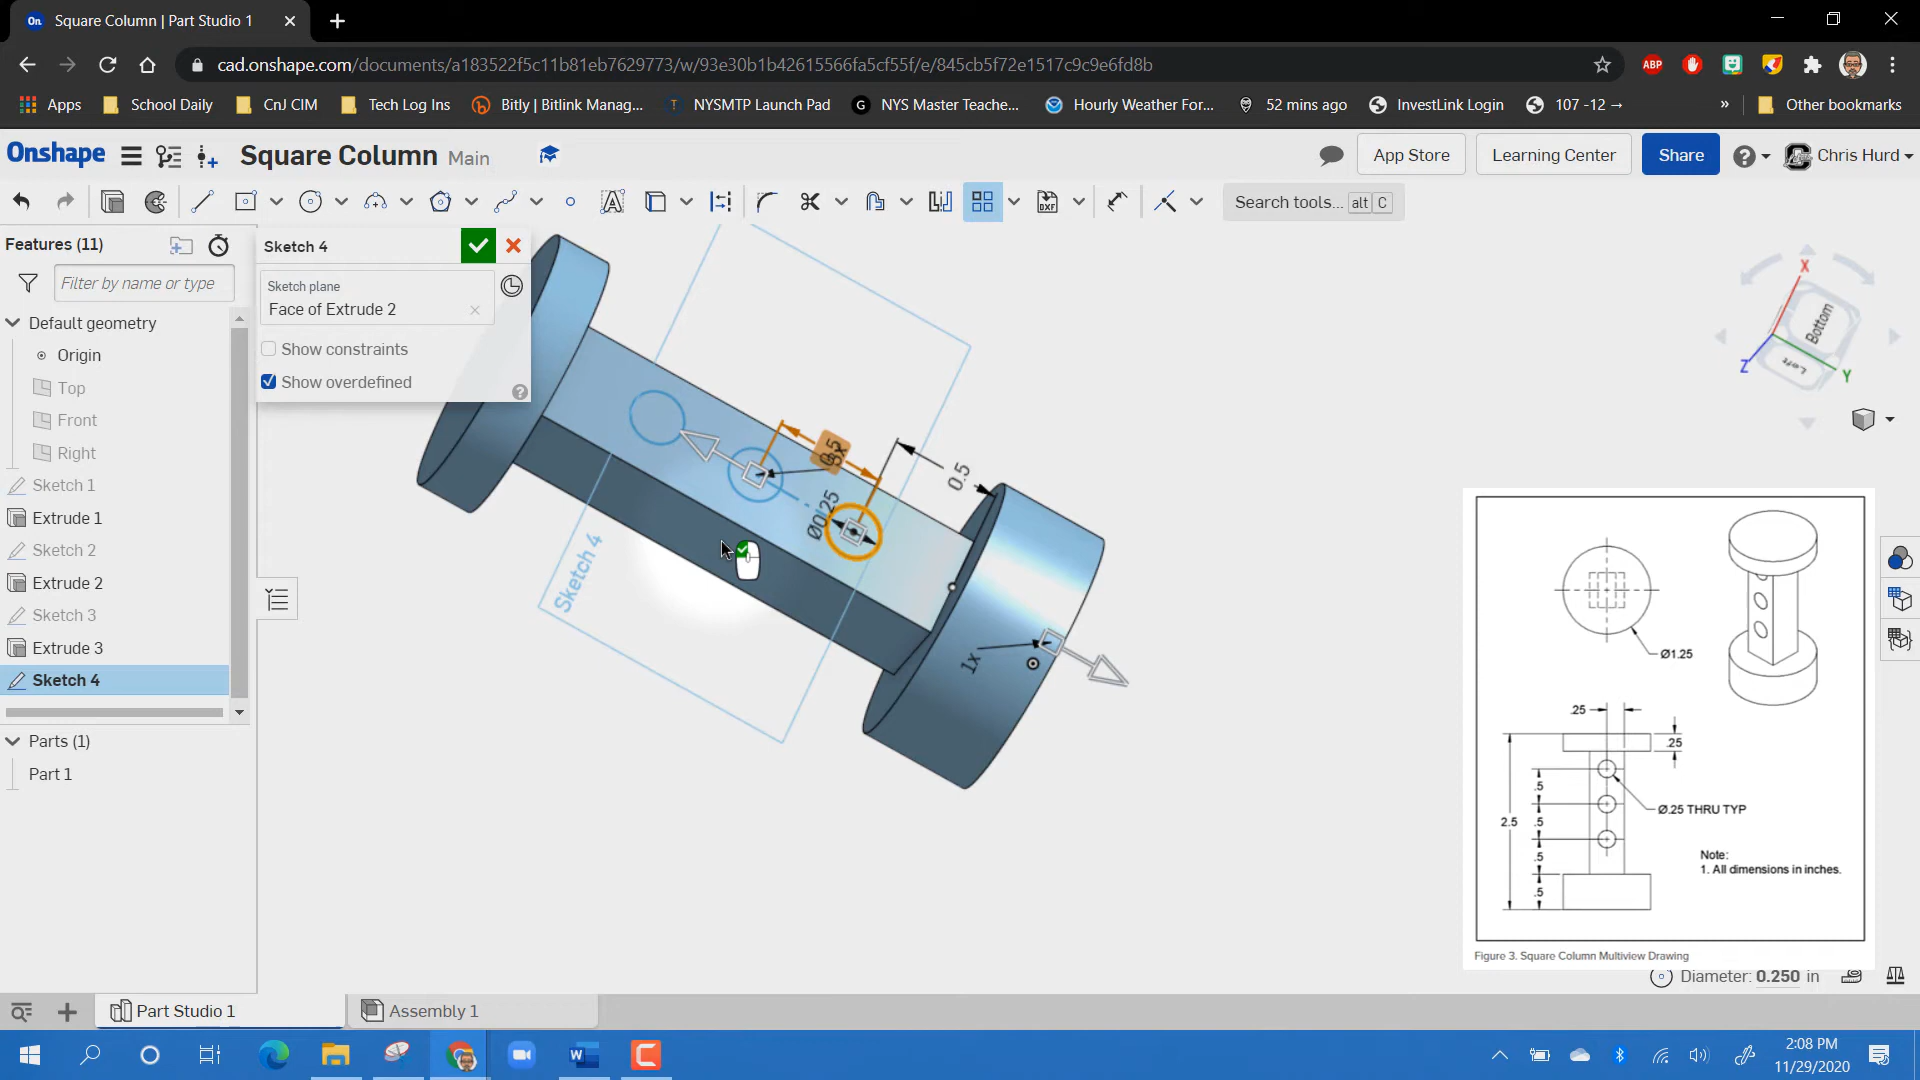 Square Column | Part Studio 1
cad.onshape.com/documents/a183522f5c11b81eb7629773/w/93e30b1b42615566fa5cf55f/e/845cb5f72e1517c9c9e6fd8b
ABP
Apps
School Daily
CnJ CIM
Tech Log Ins
Bitly | Bitlink Manag...
NYSMTP Launch Pad
NYS Master Teache...
Hourly Weather For...
52 mins ago
InvestLink Login
107 -12 →
»
Other bookmarks
Onshape
Square Column Main
App Store
Learning Center
Share
Chris Hurd
Search tools... alt C
Features (11)
Filter by name or type
Default geometry
Origin
Top
Front
Right
Sketch 1
Extrude 1
Sketch 2
Extrude 2
Sketch 3
Extrude 3
Sketch 4
Parts (1)
Part 1
Sketch 4
Sketch plane
Face of Extrude 2
Show constraints
Show overdefined
0.5
3x
0.5
Ø0.25
1x
Sketch 4
X
Bottom
Left
Z
Y
Ø1.25
.25
.25
.5
.5
2.5
.5
.5
Ø.25 THRU TYP
Note:
1. All dimensions in inches.
Figure 3. Square Column Multiview Drawing
Diameter: 0.250 in
Part Studio 1
Assembly 1
2:08 PM
11/29/2020